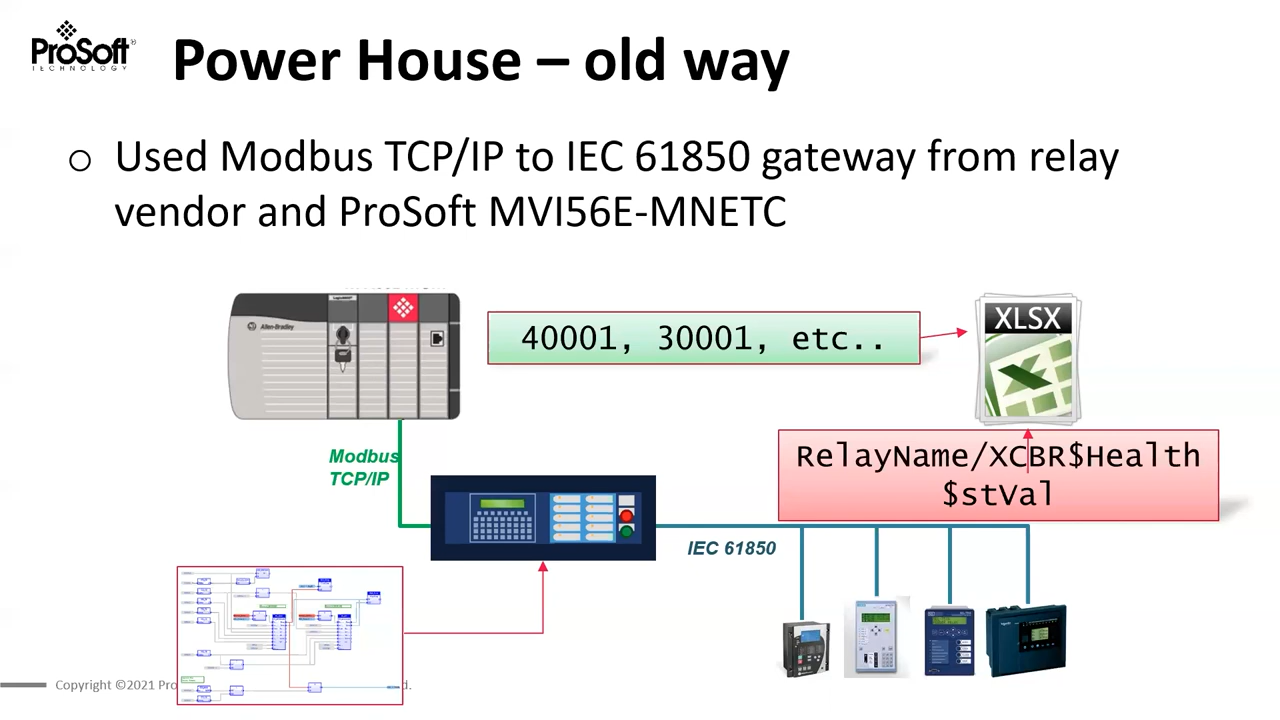 ProSoft®
TECHNOLOGY
Power House – old way
o Used Modbus TCP/IP to IEC 61850 gateway from relay
vendor and ProSoft MVI56E-MNETC
Allen-Bradley
40001, 30001, etc..
XLSX
Modbus
TCP/IP
RelayName/XCBR$Health
$stVal
IEC 61850
Copyright ©2021 Pro
d.